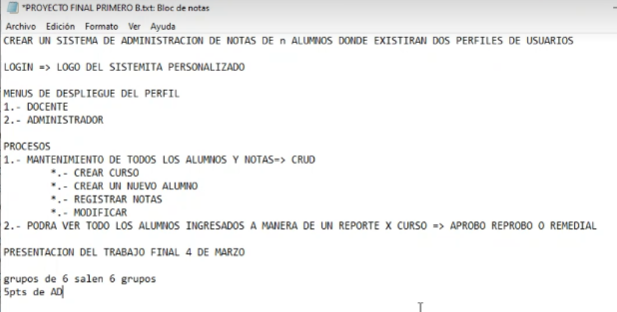 *PROYECTO FINAL PRIMERO B.txt: Bloc de notas
Archivo Edición Formato Ver Ayuda
CREAR UN SISTEMA DE ADMINISTRACION DE NOTAS DE n ALUMNOS DONDE EXISTIRAN DOS PERFILES DE USUARIOS
LOGIN => LOGO DEL SISTEMITA PERSONALIZADO
MENUS DE DESPLIEGUE DEL PERFIL
1.- DOCENTE
2.- ADMINISTRADOR
PROCESOS
1.- MANTENIMIENTO DE TODOS LOS ALUMNOS Y NOTAS=> CRUD
*.- CREAR CURSO
*.- CREAR UN NUEVO ALUMNO
*.- REGISTRAR NOTAS
*.- MODIFICAR
2.- PODRA VER TODO LOS ALUMNOS INGRESADOS A MANERA DE UN REPORTE X CURSO => APROBO REPROBO O REMEDIAL
PRESENTACION DEL TRABAJO FINAL 4 DE MARZO
grupos de 6 salen 6 grupos
5pts de AD